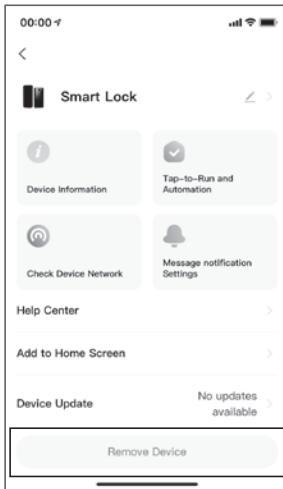 00:00
Smart Lock
Device Information
Tap-to-Run and
Automation
Check Device Network
Message notification
Settings
Help Center
Add to Home Screen
Device Update
No updates
available
Remove Device